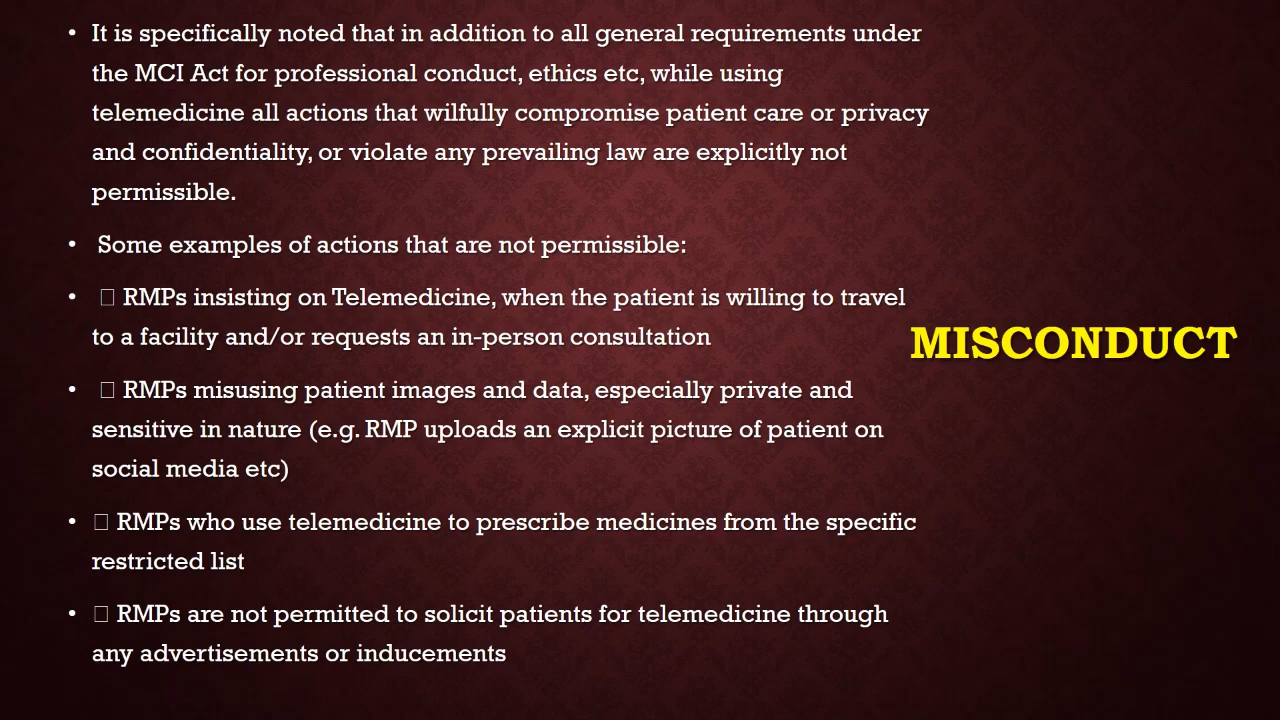 • It is specifically noted that in addition to all general requirements under
the MCI Act for professional conduct, ethics etc, while using
telemedicine all actions that wilfully compromise patient care or privacy
and confidentiality, or violate any prevailing law are explicitly not
permissible.
• Some examples of actions that are not permissible:
• □ RMPs insisting on Telemedicine, when the patient is willing to travel
to a facility and/or requests an in-person consultation
• □ RMPs misusing patient images and data, especially private and
sensitive in nature (e.g. RMP uploads an explicit picture of patient on
social media etc)
• □ RMPs who use telemedicine to prescribe medicines from the specific
restricted list
• □ RMPs are not permitted to solicit patients for telemedicine through
any advertisements or inducements
MISCONDUCT